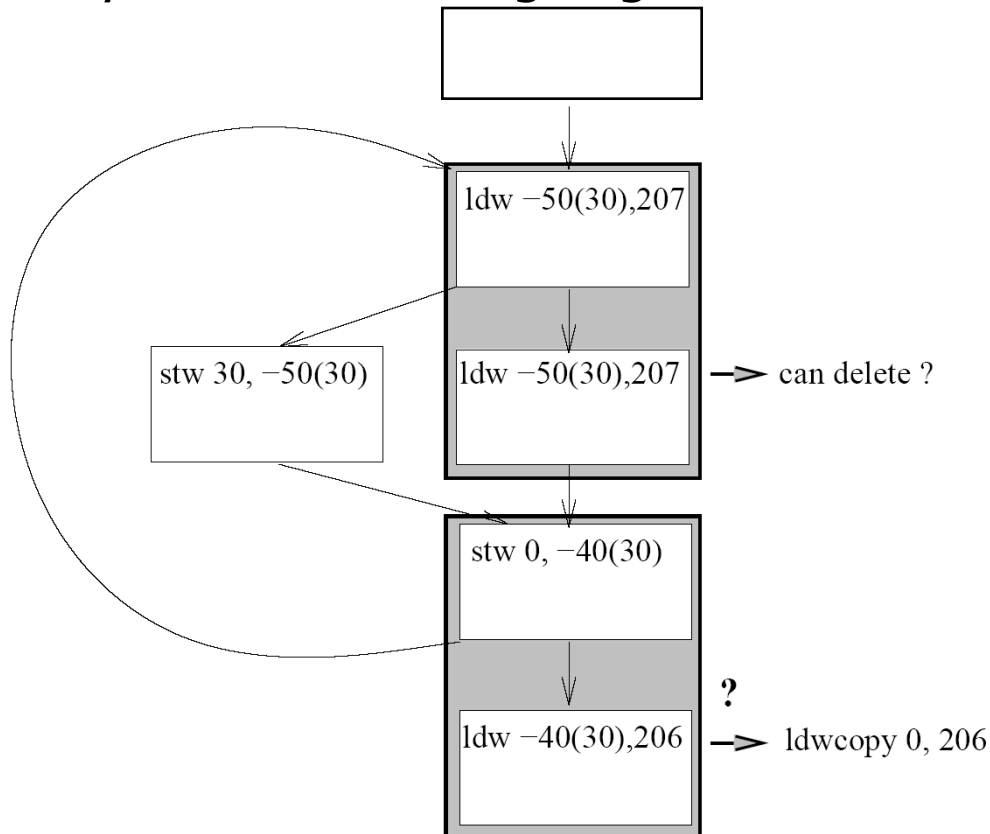 ldw −50(30),207
stw 30, −50(30)
ldw −50(30),207
can delete ?
stw 0, −40(30)
?
ldw −40(30),206
ldwcopy 0, 206